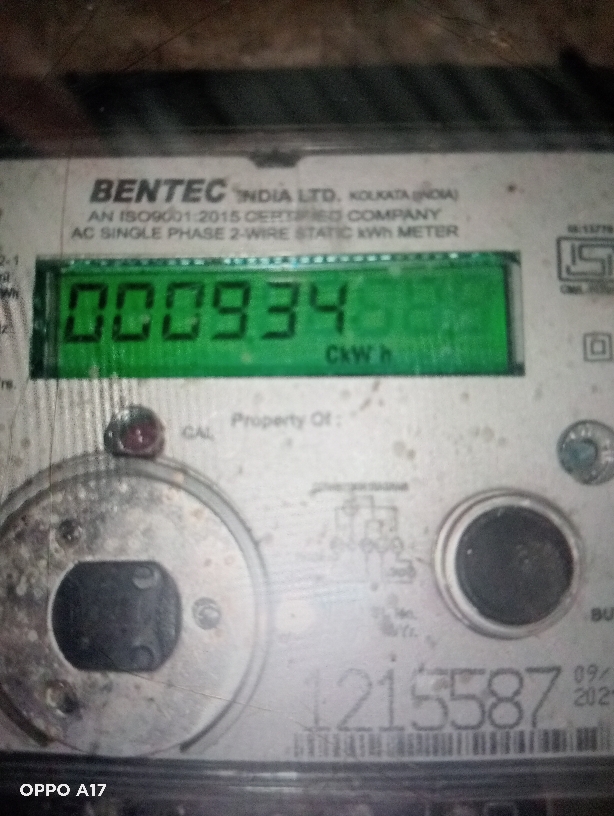 BENTEC INDIA LTD. KOLKATA (INDIA)
AN ISO9001:2015 CERTIFIED COMPANY
AC SINGLE PHASE 2-WIRE STATIC kWh METER
000934
CkWh
CAL
Property Of :
1215587
09/
202
OPPO A17